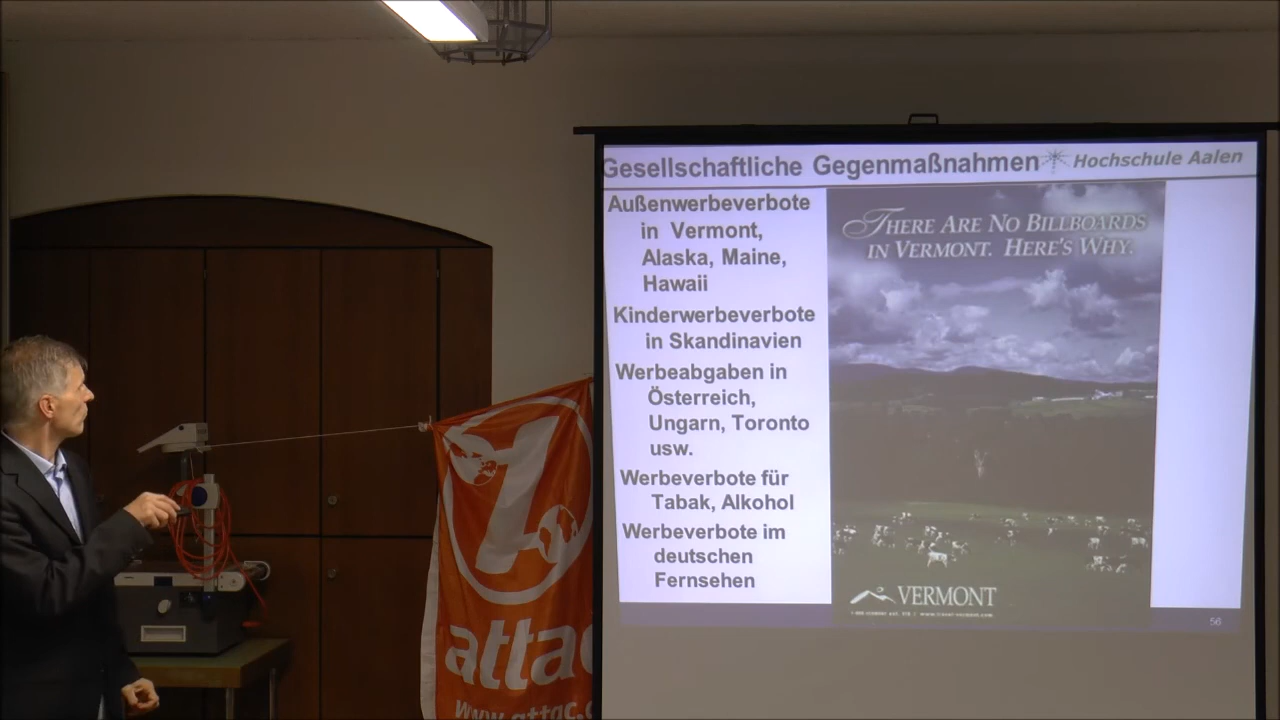 Gesellschaftliche Gegenmaßnahmen
Hochschule Aalen
Außenwerbeverbote
in Vermont,
Alaska, Maine,
Hawaii
Kinderwerbeverbote
in Skandinavien
Werbeabgaben in
Österreich,
Ungarn, Toronto
usw.
Werbeverbote für
Tabak, Alkohol
Werbeverbote im
deutschen
Fernsehen
THERE ARE NO BILLBOARDS
IN VERMONT. HERE'S WHY.
VERMONT
56
attac
www.attac.